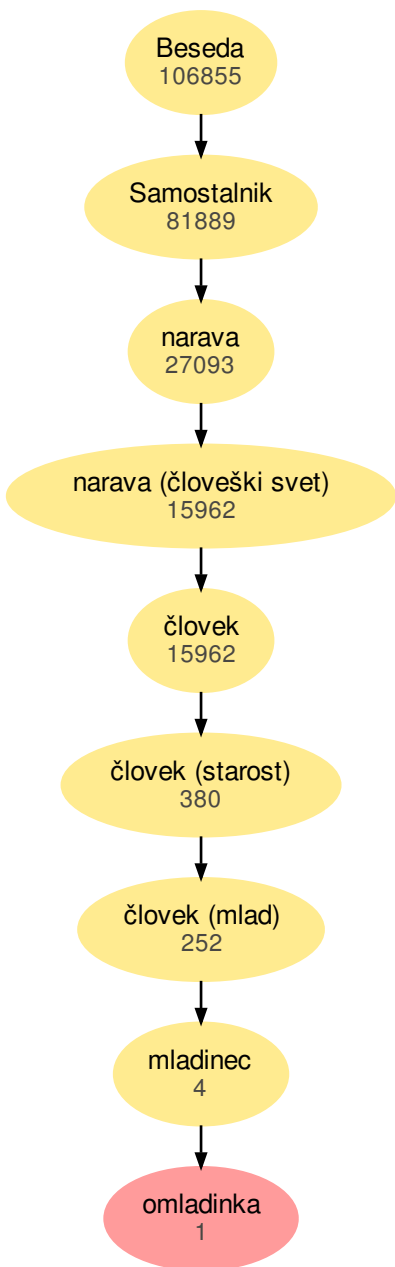 Beseda
106855
Samostalnik
81889
narava
27093
narava (človeški svet)
15962
človek
15962
človek (starost)
380
človek (mlad)
252
mladinec
4
omladinka
1